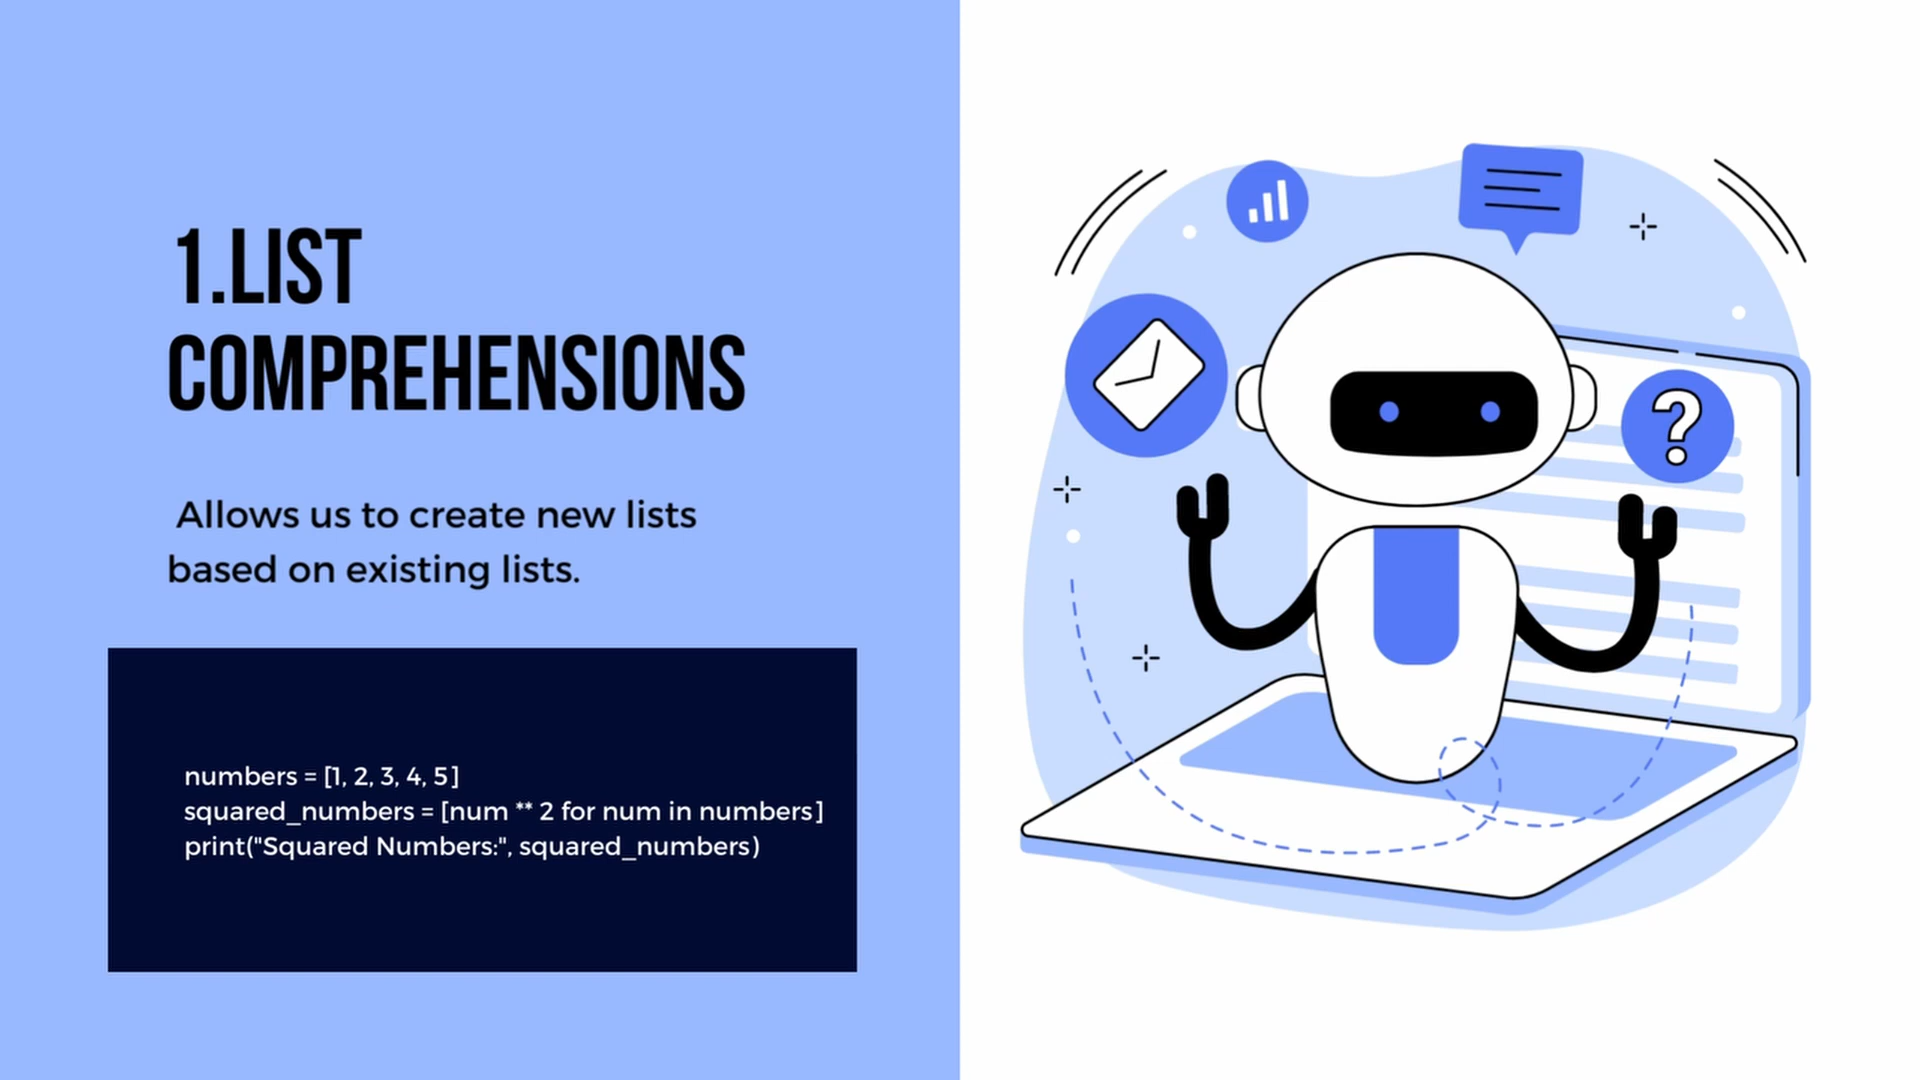 1.LIST
COMPREHENSIONS
Allows us to create new lists
based on existing lists.
numbers = [1, 2, 3, 4, 5]
squared_numbers = [num ** 2 for num in numbers]
print("Squared Numbers:", squared_numbers)
?